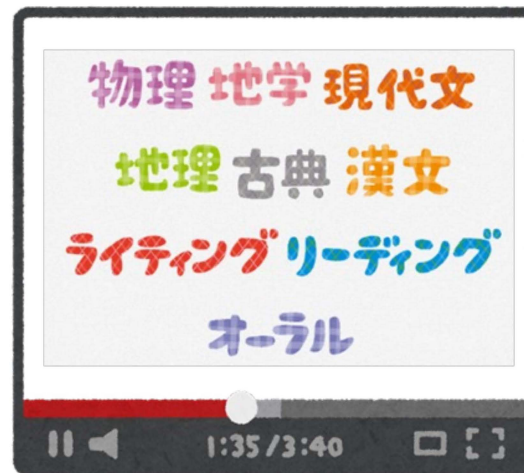 物理 地学 現代文
地理 古典 漢文
ライティング リーディング
オーラル
1:35/3:40